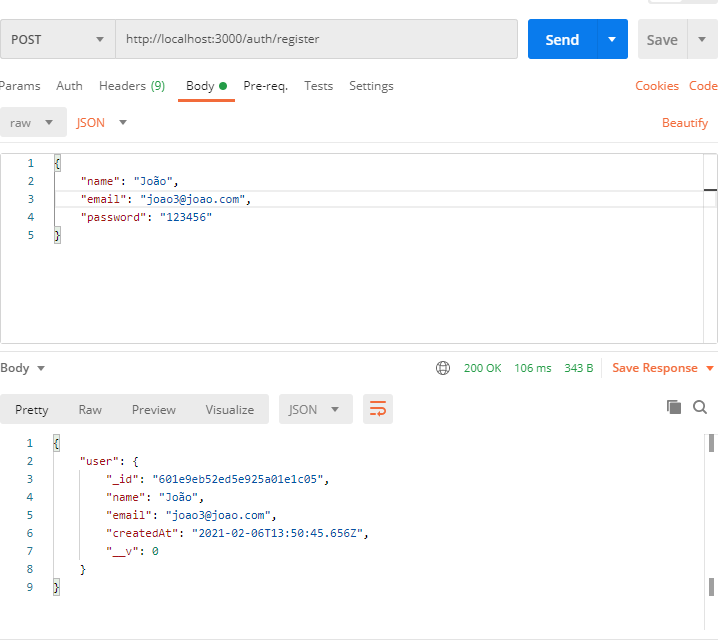 POST http://localhost:3000/auth/register Send Save
Params Auth Headers (9) Body Pre-req. Tests Settings Cookies Code
raw JSON Beautify
1 {
2 "name": "João",
3 "email": "joao3@joao.com",
4 "password": "123456"
5 }
Body 200 OK 106 ms 343 B Save Response
Pretty Raw Preview Visualize JSON
1 {
2 "user": {
3 "_id": "601e9eb52ed5e925a01e1c05",
4 "name": "João",
5 "email": "joao3@joao.com",
6 "createdAt": "2021-02-06T13:50:45.656Z",
7 "__v": 0
8 }
9 }